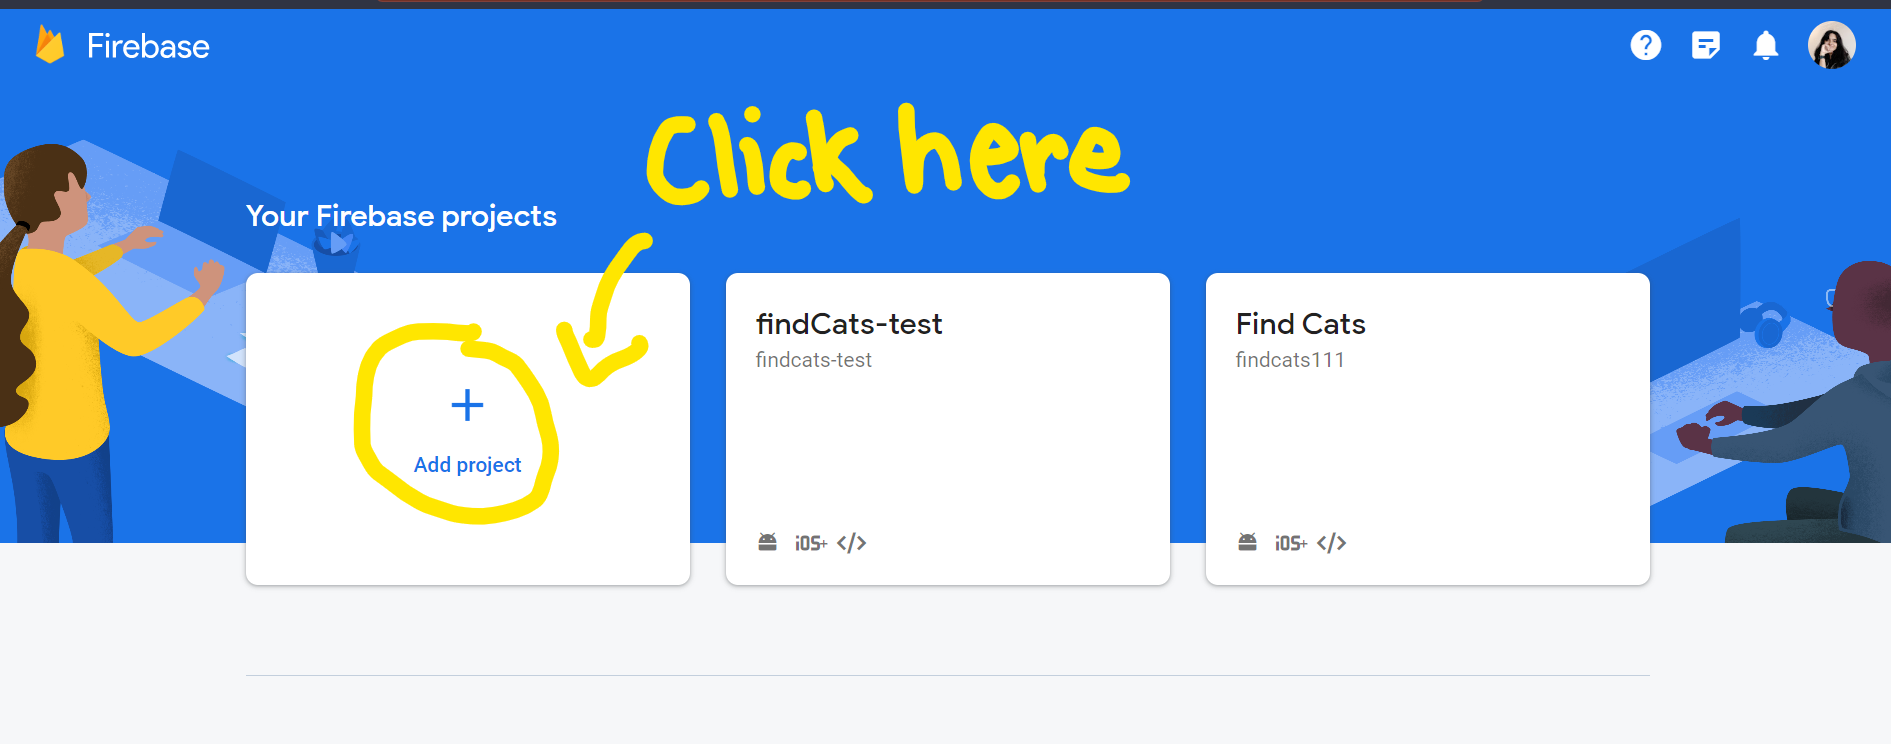 Firebase
Click here
Your Firebase projects
+
Add project
findCats-test
findcats-test
iOS+ </>
Find Cats
findcats111
iOS+ </>